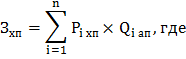 З_хп = ∑_{i=1}^{n} P_{i хп} × Q_{i ап}, где